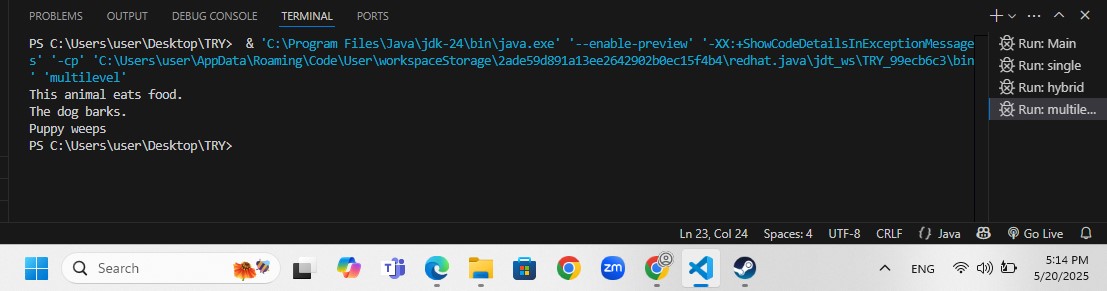 PROBLEMS OUTPUT DEBUG CONSOLE TERMINAL PORTS
PS C:\Users\user\Desktop\TRY>  & 'C:\Program Files\Java\jdk-24\bin\java.exe' '--enable-preview' '-XX:+ShowCodeDetailsInExceptionMessage
s' '-cp' 'C:\Users\user\AppData\Roaming\Code\User\workspaceStorage\2ade59d891a13ee2642902b0ec15f4b4\redhat.java\jdt_ws\TRY_99ecb6c3\bin
' 'multilevel'
This animal eats food.
The dog barks.
Puppy weeps
PS C:\Users\user\Desktop\TRY>
Run: Main
Run: single
Run: hybrid
Run: multile...
Ln 23, Col 24 Spaces: 4 UTF-8 CRLF {} Java Go Live
Search zm ENG 5:14 PM
5/20/2025